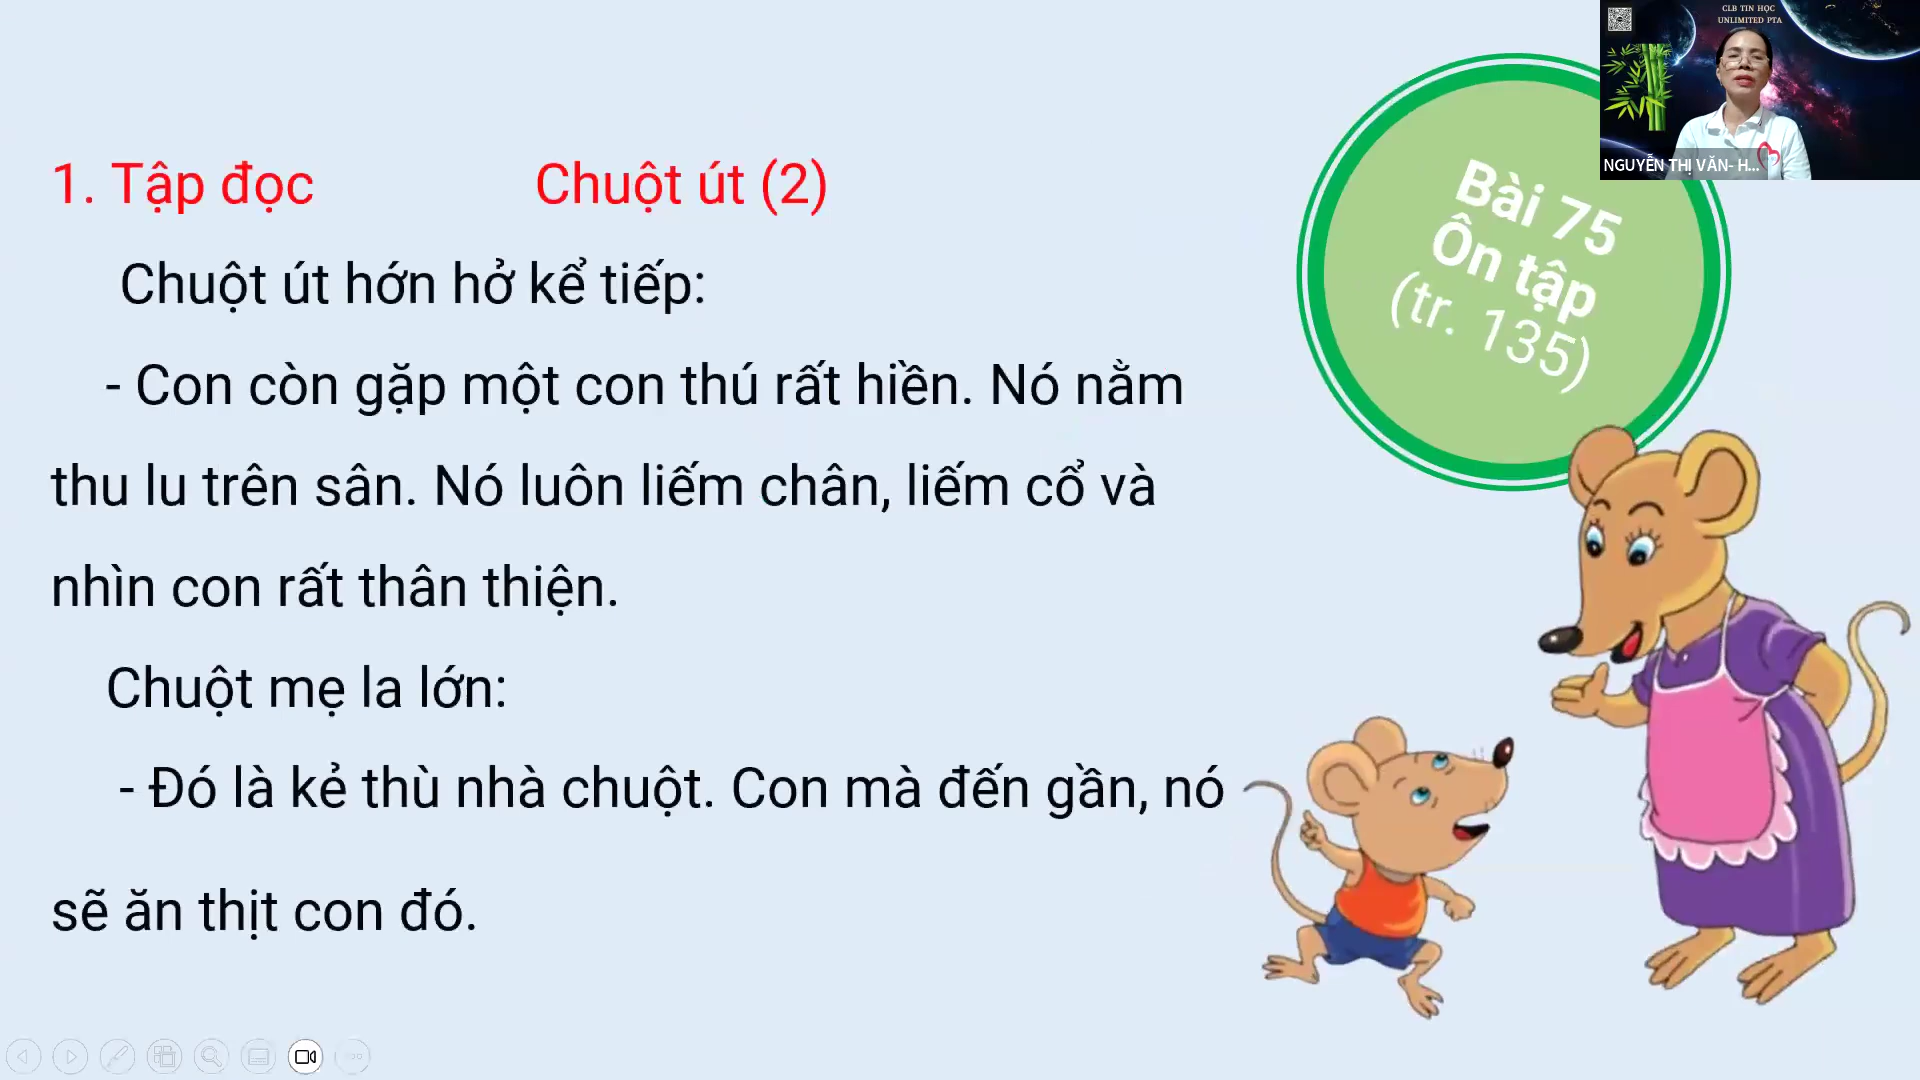 CLB TIN HỌC
UNLIMITED PTA
NGUYỄN THỊ VĂN- H...
Bài 75
Ôn tập
(tr. 135)
1. Tập đọc Chuột út (2)
Chuột út hớn hở kể tiếp:
- Con còn gặp một con thú rất hiền. Nó nằm
thu lu trên sân. Nó luôn liếm chân, liếm cổ và
nhìn con rất thân thiện.
Chuột mẹ la lớn:
- Đó là kẻ thù nhà chuột. Con mà đến gần, nó
sẽ ăn thịt con đó.